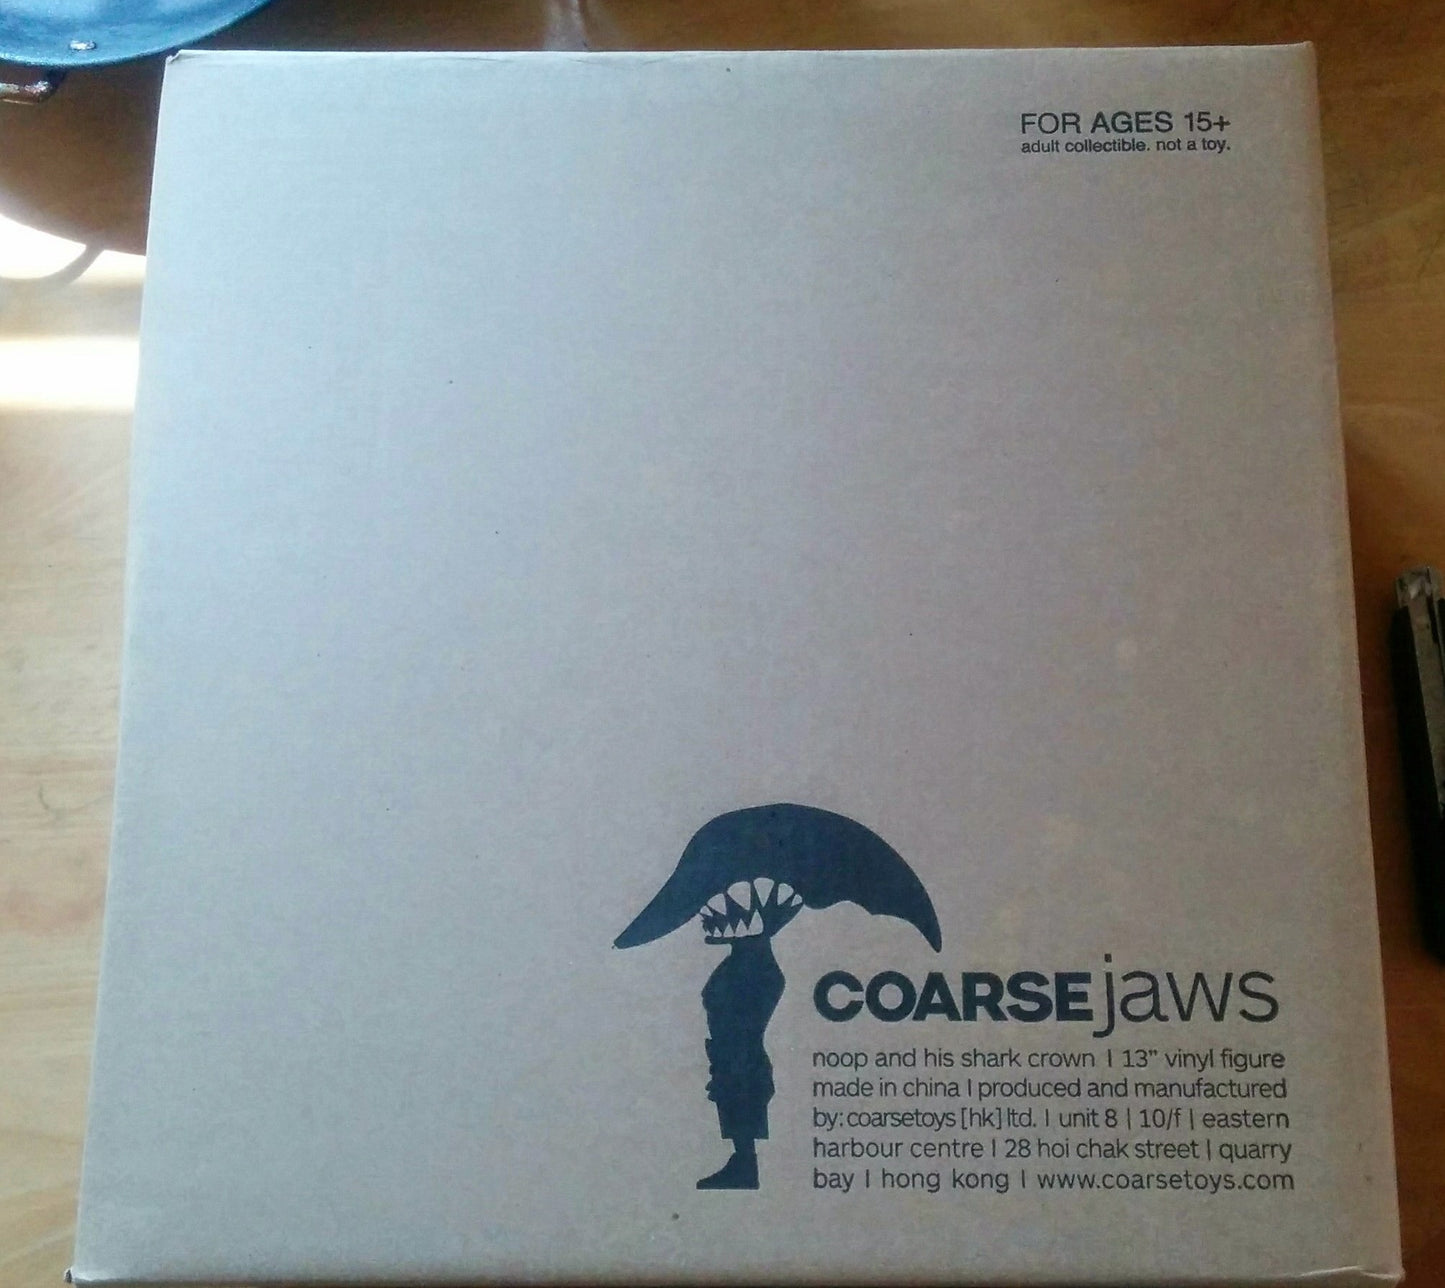 FOR AGES 15+
adult collectible. not a toy.
COARSEjaws
noop and his shark crown | 13" vinyl figure
made in china | produced and manufactured
by: coarsetoys [hk] ltd. | unit 8 | 10/f | eastern
harbour centre | 28 hoi chak street | quarry
bay | hong kong | www.coarsetoys.com